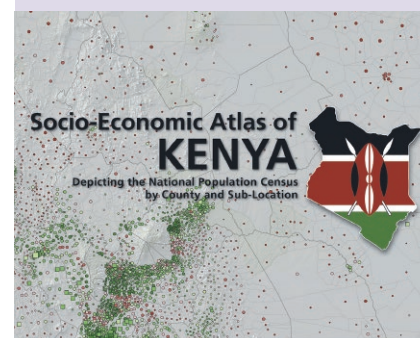 Socio-Economic Atlas of
KENYA
Depicting the National Population Census
by County and Sub-Location